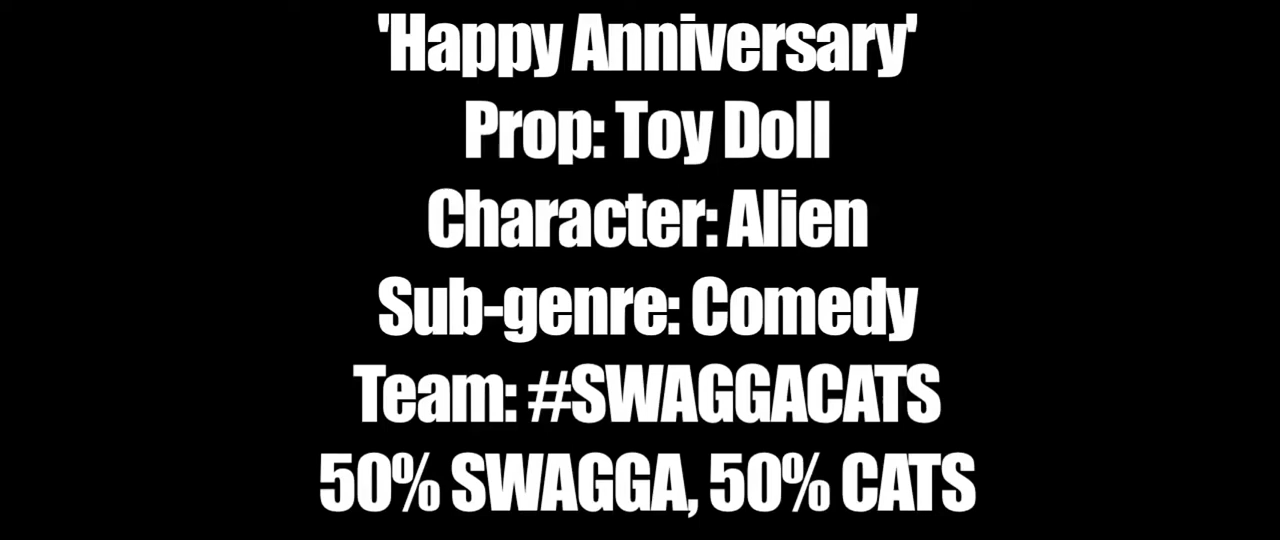 'Happy Anniversary'
Prop: Toy Doll
Character: Alien
Sub-genre: Comedy
Team: #SWAGGACATS
50% SWAGGA, 50% CATS